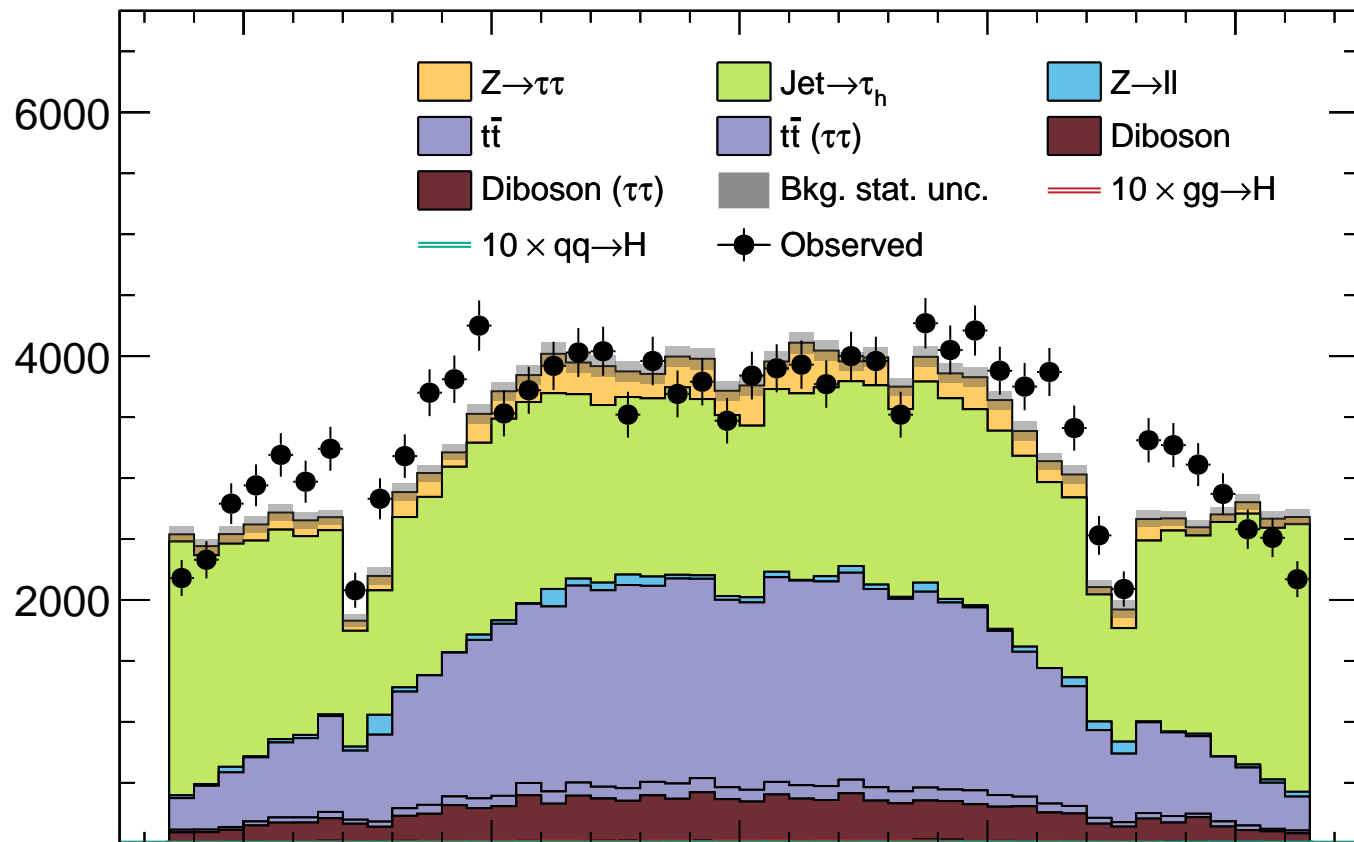 6000
4000
2000
Z→ττ Jet→τₕ Z→ll
tt̄ tt̄ (ττ) Diboson
Diboson (ττ) Bkg. stat. unc. 10 × gg→H
10 × qq→H Observed